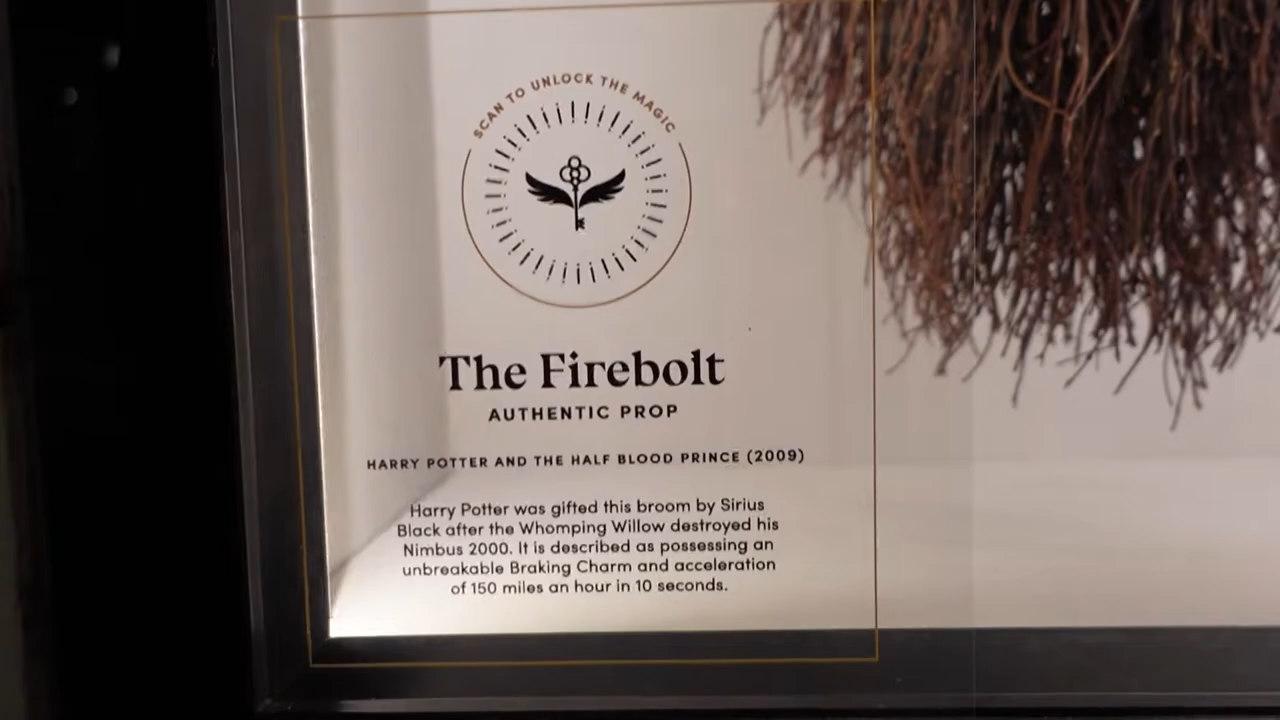 SCAN TO UNLOCK THE MAGIC
The Firebolt
AUTHENTIC PROP
HARRY POTTER AND THE HALF BLOOD PRINCE (2009)
Harry Potter was gifted this broom by Sirius
Black after the Whomping Willow destroyed his
Nimbus 2000. It is described as possessing an
unbreakable Braking Charm and acceleration
of 150 miles an hour in 10 seconds.